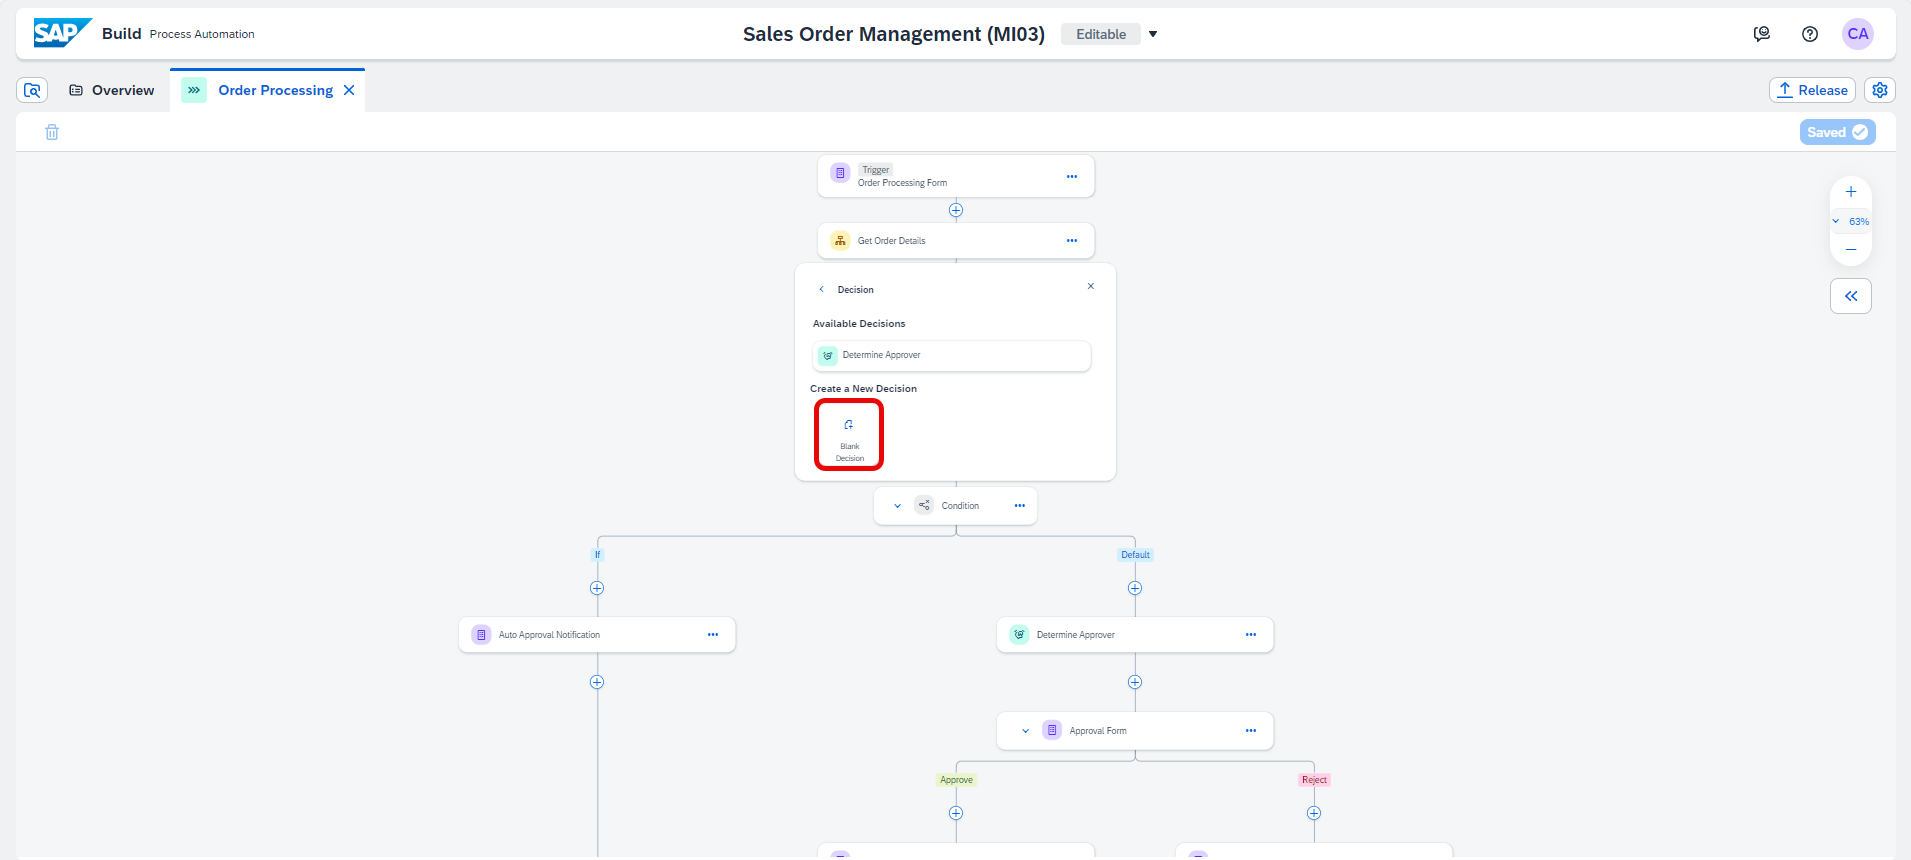 SAP Build Process Automation
Sales Order Management (MI03) Editable
CA
Overview
Order Processing
Release
Saved
Trigger
Order Processing Form
63%
Get Order Details
Decision
Available Decisions
Determine Approver
Create a New Decision
Blank
Decision
Condition
If
Default
Auto Approval Notification
Determine Approver
Approval Form
Approve
Reject